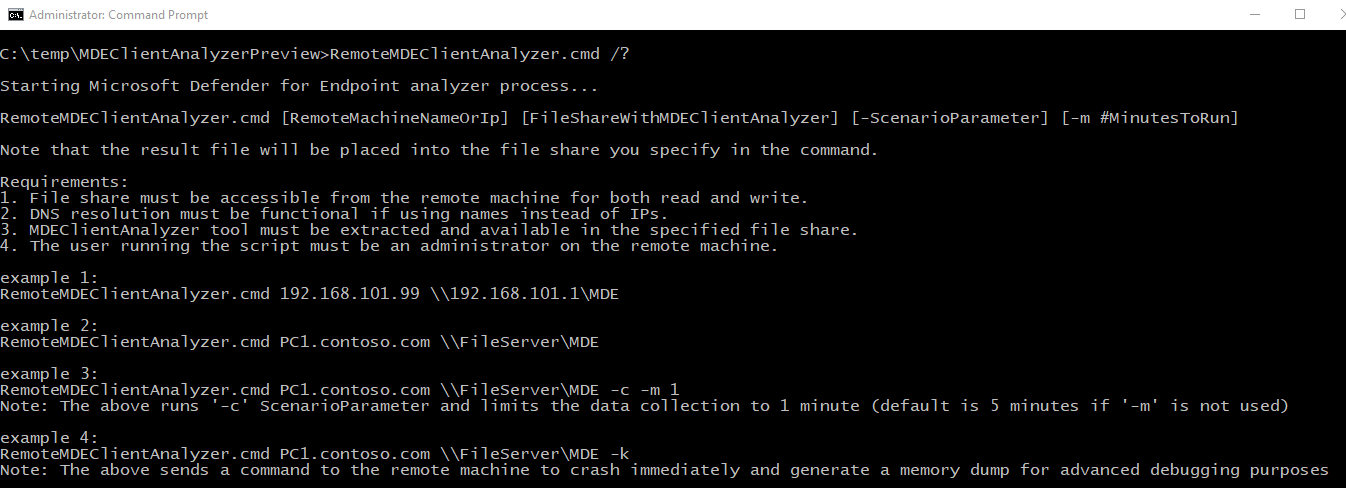 Administrator: Command Prompt
C:\temp\MDEClientAnalyzerPreview>RemoteMDEClientAnalyzer.cmd /?
Starting Microsoft Defender for Endpoint analyzer process...
RemoteMDEClientAnalyzer.cmd [RemoteMachineNameOrIp] [FileShareWithMDEClientAnalyzer] [-ScenarioParameter] [-m #MinutesToRun]
Note that the result file will be placed into the file share you specify in the command.
Requirements:
1. File share must be accessible from the remote machine for both read and write.
2. DNS resolution must be functional if using names instead of IPs.
3. MDEClientAnalyzer tool must be extracted and available in the specified file share.
4. The user running the script must be an administrator on the remote machine.
example 1:
RemoteMDEClientAnalyzer.cmd 192.168.101.99 \\192.168.101.1\MDE
example 2:
RemoteMDEClientAnalyzer.cmd PC1.contoso.com \\FileServer\MDE
example 3:
RemoteMDEClientAnalyzer.cmd PC1.contoso.com \\FileServer\MDE -c -m 1
Note: The above runs '-c' ScenarioParameter and limits the data collection to 1 minute (default is 5 minutes if '-m' is not used)
example 4:
RemoteMDEClientAnalyzer.cmd PC1.contoso.com \\FileServer\MDE -k
Note: The above sends a command to the remote machine to crash immediately and generate a memory dump for advanced debugging purposes